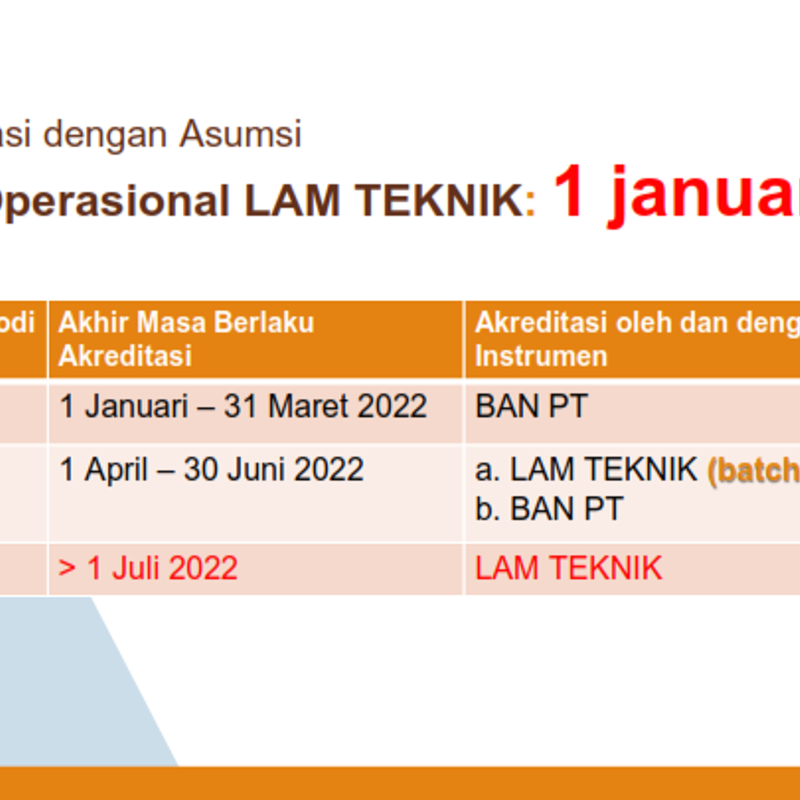 asi dengan Asumsi
Operasional LAM TEKNIK: 1 januar
odi
Akhir Masa Berlaku
Akreditasi
Akreditasi oleh dan deng
Instrumen
1 Januari – 31 Maret 2022
BAN PT
1 April – 30 Juni 2022
a. LAM TEKNIK (batch
b. BAN PT
> 1 Juli 2022
LAM TEKNIK